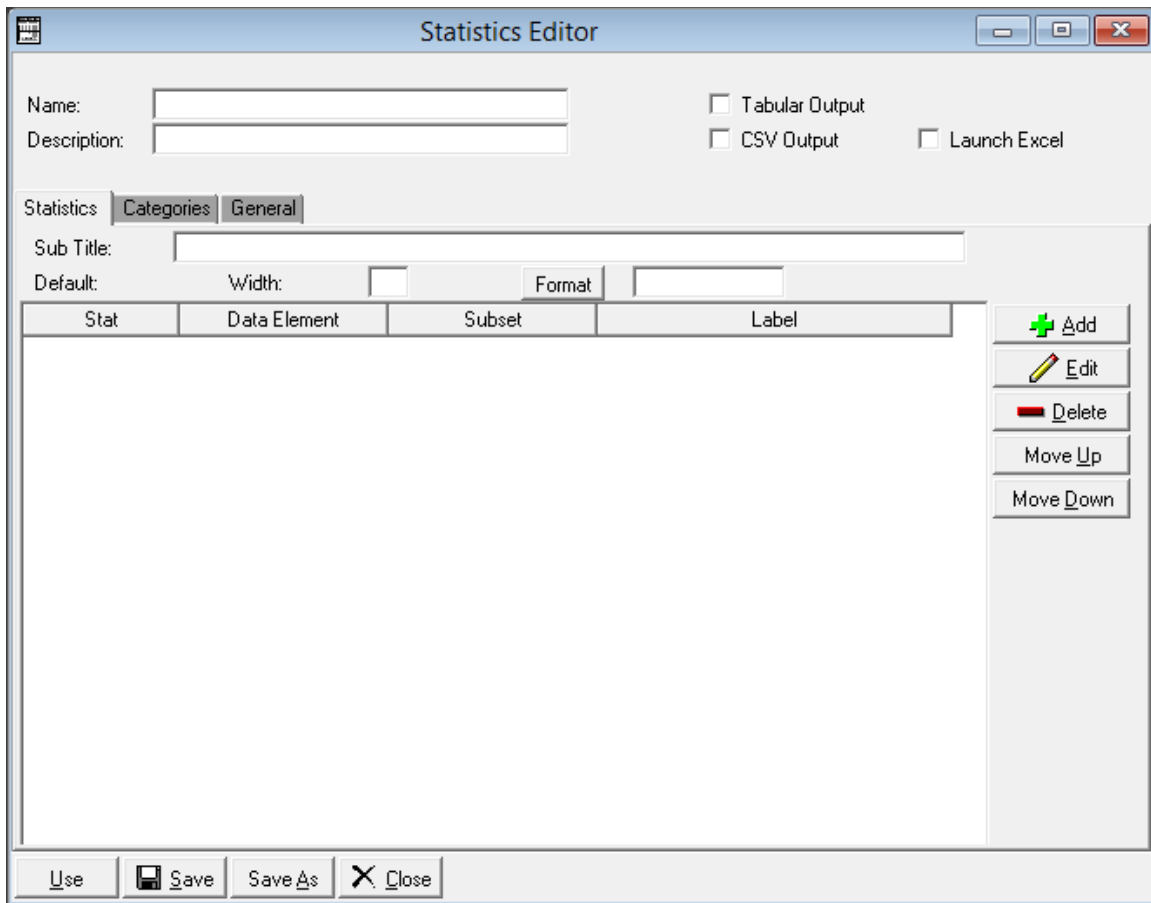 Statistics Editor
Name:
Tabular Output
Description:
CSV Output
Launch Excel
Statistics
Categories
General
Sub Title:
Default:
Width:
Format
Stat
Data Element
Subset
Label
Add
Edit
Delete
Move Up
Move Down
Use
Save
Save As
Close